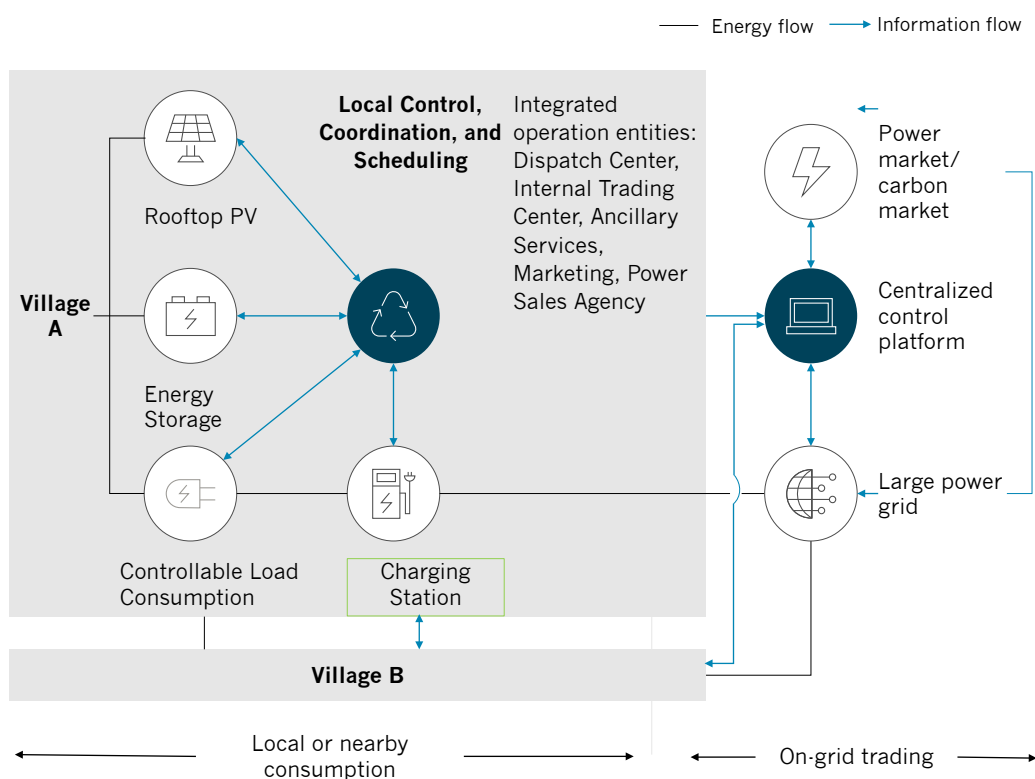 Energy flow
Information flow
Local Control,
Coordination, and
Scheduling
Integrated
operation entities:
Dispatch Center,
Internal Trading
Center, Ancillary
Services,
Marketing, Power
Sales Agency
Rooftop PV
Village
A
Energy
Storage
Controllable Load
Consumption
Charging
Station
Power
market/
carbon
market
Centralized
control
platform
Large power
grid
Village B
Local or nearby
consumption
On-grid trading